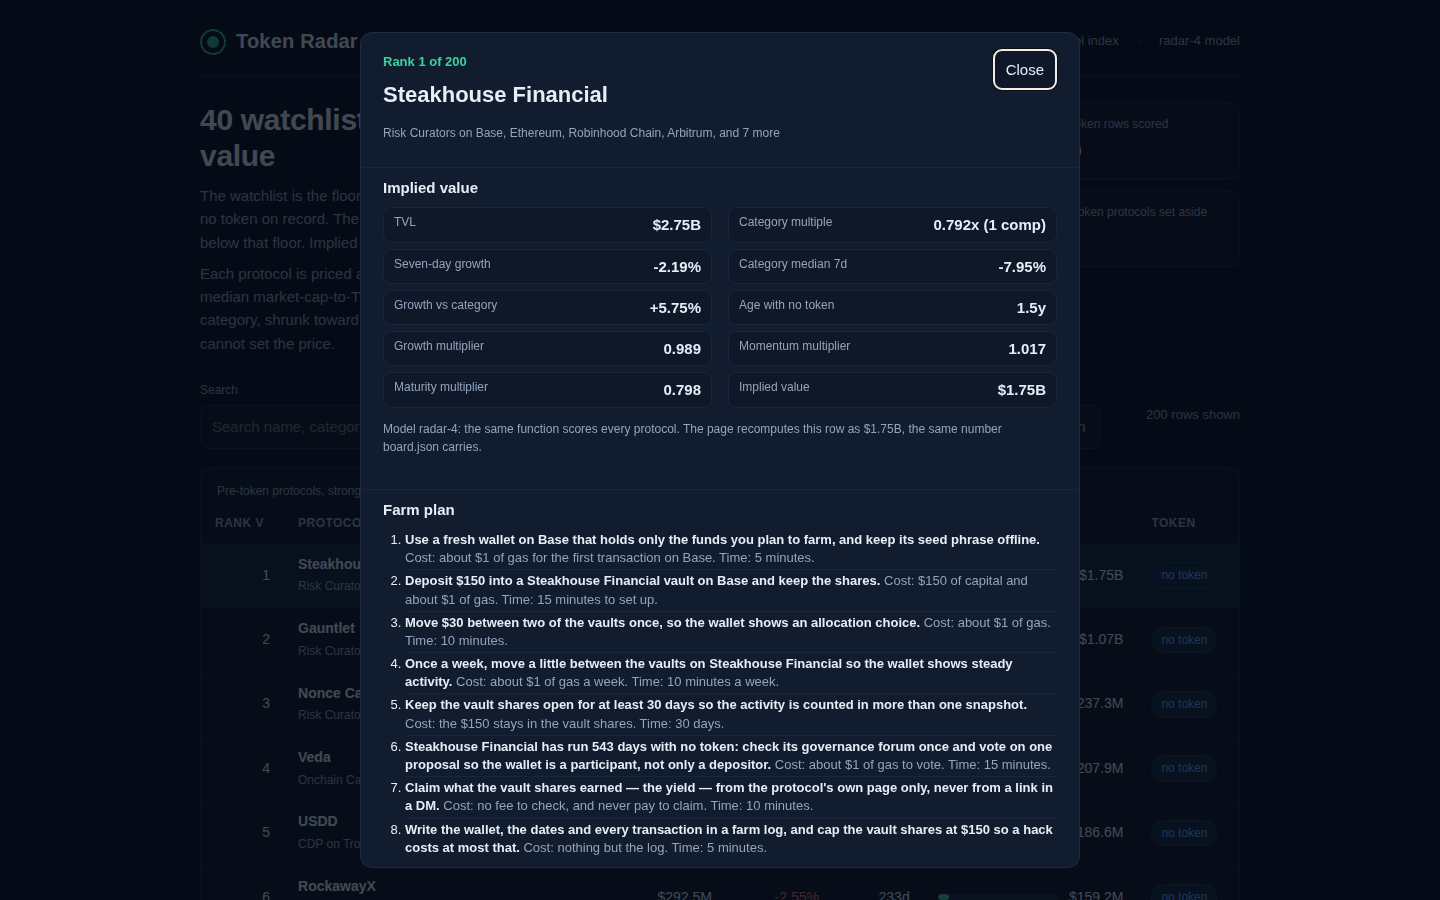 Token Radar
ol index · radar-4 model
Rank 1 of 200
Close
Steakhouse Financial
Risk Curators on Base, Ethereum, Robinhood Chain, Arbitrum, and 7 more
40 watchlist
value
token rows scored
The watchlist is the floor
no token on record. The
below that floor. Implied
token protocols set aside
Each protocol is priced a
median market-cap-to-T
category, shrunk toward
cannot set the price.
Implied value
TVL $2.75B Category multiple 0.792x (1 comp)
Seven-day growth -2.19% Category median 7d -7.95%
Growth vs category +5.75% Age with no token 1.5y
Growth multiplier 0.989 Momentum multiplier 1.017
Maturity multiplier 0.798 Implied value $1.75B
Model radar-4: the same function scores every protocol. The page recomputes this row as $1.75B, the same number
board.json carries.
Search
Search name, categor
200 rows shown
Pre-token protocols, strong
RANK V PROTOCO TOKEN
Farm plan
1. Use a fresh wallet on Base that holds only the funds you plan to farm, and keep its seed phrase offline.
Cost: about $1 of gas for the first transaction on Base. Time: 5 minutes.
2. Deposit $150 into a Steakhouse Financial vault on Base and keep the shares. Cost: $150 of capital and
about $1 of gas. Time: 15 minutes to set up.
3. Move $30 between two of the vaults once, so the wallet shows an allocation choice. Cost: about $1 of gas.
Time: 10 minutes.
4. Once a week, move a little between the vaults on Steakhouse Financial so the wallet shows steady
activity. Cost: about $1 of gas a week. Time: 10 minutes a week.
5. Keep the vault shares open for at least 30 days so the activity is counted in more than one snapshot.
Cost: the $150 stays in the vault shares. Time: 30 days.
6. Steakhouse Financial has run 543 days with no token: check its governance forum once and vote on one
proposal so the wallet is a participant, not only a depositor. Cost: about $1 of gas to vote. Time: 15 minutes.
7. Claim what the vault shares earned — the yield — from the protocol's own page only, never from a link in
a DM. Cost: no fee to check, and never pay to claim. Time: 10 minutes.
8. Write the wallet, the dates and every transaction in a farm log, and cap the vault shares at $150 so a hack
costs at most that. Cost: nothing but the log. Time: 5 minutes.
1 Steakhou $1.75B no token
Risk Curato
2 Gauntlet $1.07B no token
Risk Curato
3 Nonce Ca 237.3M no token
Risk Curato
4 Veda 207.9M no token
Onchain Ca
5 USDD 186.6M no token
CDP on Tro
6 RockawayX $292.5M -2.55% 233d $159.2M no token